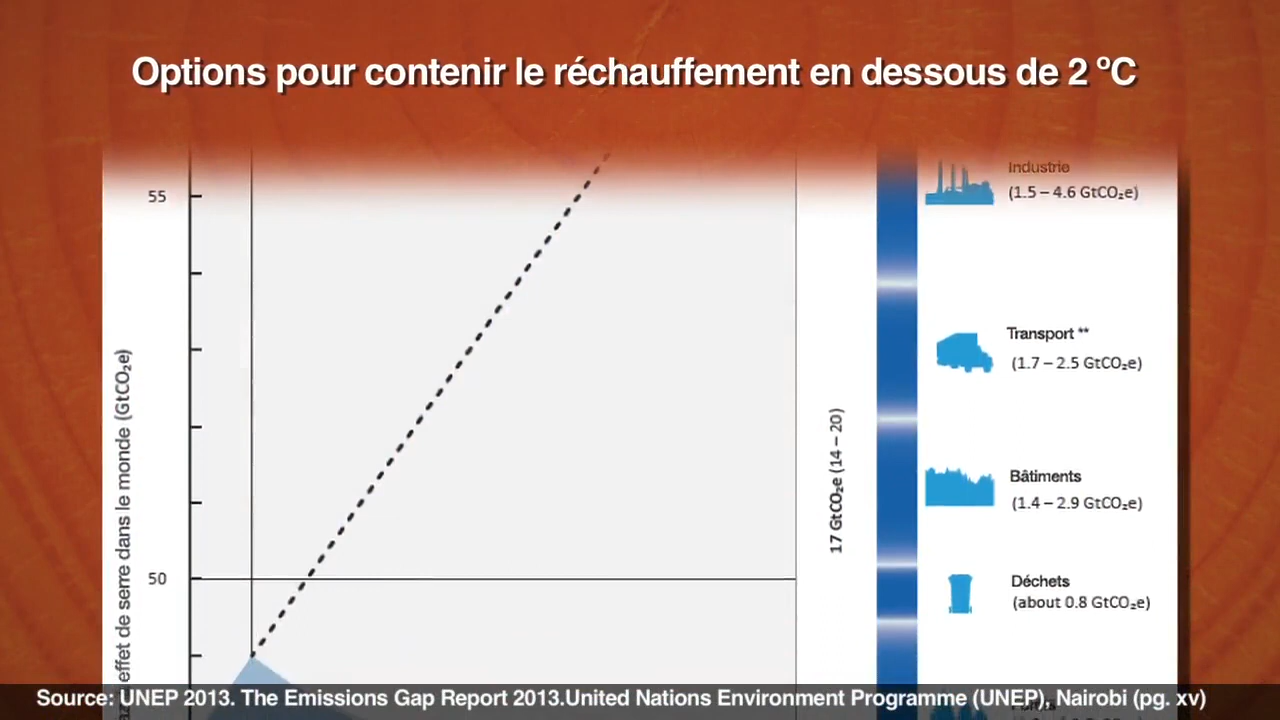 Options pour contenir le réchauffement en dessous de 2 ºC
55
50
effet de serre dans le monde (GtCO₂e)
17 GtCO₂e (14 – 20)
Industrie
(1.5 – 4.6 GtCO₂e)
Transport **
(1.7 – 2.5 GtCO₂e)
Bâtiments
(1.4 – 2.9 GtCO₂e)
Déchets
(about 0.8 GtCO₂e)
Source: UNEP 2013. The Emissions Gap Report 2013.United Nations Environment Programme (UNEP), Nairobi (pg. xv)